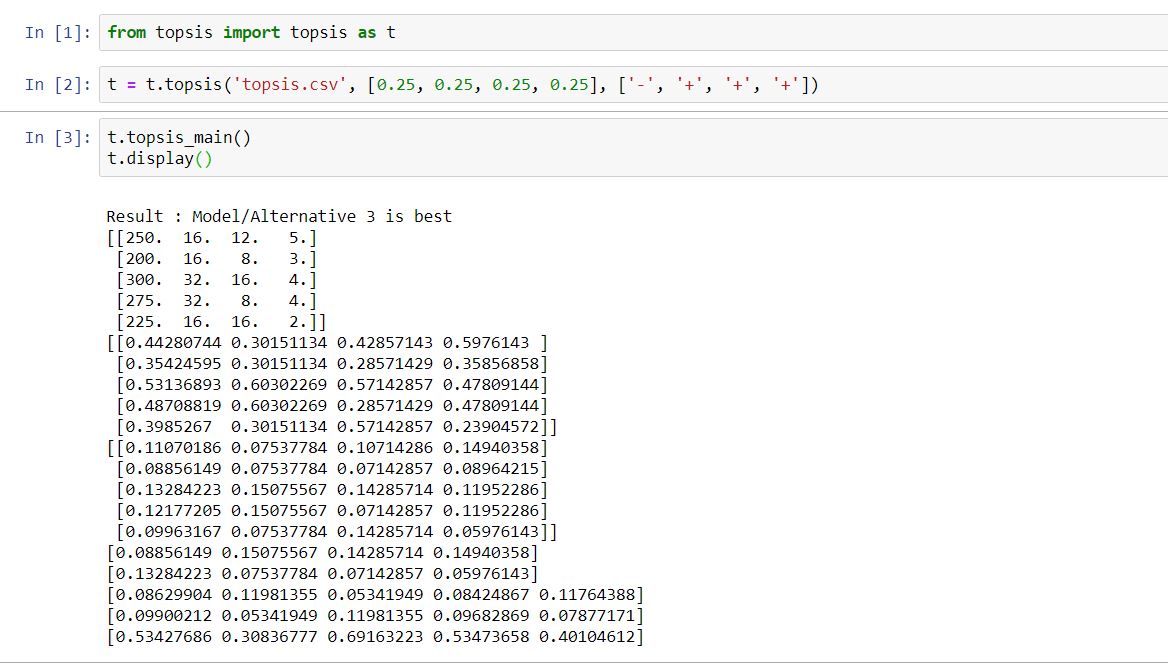 In [1]: from topsis import topsis as t
In [2]: t = t.topsis('topsis.csv', [0.25, 0.25, 0.25, 0.25], ['-', '+', '+', '+'])
In [3]: t.topsis_main()
t.display()
Result : Model/Alternative 3 is best
[[250.  16.  12.   5.]
 [200.  16.   8.   3.]
 [300.  32.  16.   4.]
 [275.  32.   8.   4.]
 [225.  16.  16.   2.]]
[[0.44280744 0.30151134 0.42857143 0.5976143 ]
 [0.35424595 0.30151134 0.28571429 0.35856858]
 [0.53136893 0.60302269 0.57142857 0.47809144]
 [0.48708819 0.60302269 0.28571429 0.47809144]
 [0.3985267  0.30151134 0.57142857 0.23904572]]
[[0.11070186 0.07537784 0.10714286 0.14940358]
 [0.08856149 0.07537784 0.07142857 0.08964215]
 [0.13284223 0.15075567 0.14285714 0.11952286]
 [0.12177205 0.15075567 0.07142857 0.11952286]
 [0.09963167 0.07537784 0.14285714 0.05976143]]
[0.08856149 0.15075567 0.14285714 0.14940358]
[0.13284223 0.07537784 0.07142857 0.05976143]
[0.08629904 0.11981355 0.05341949 0.08424867 0.11764388]
[0.09900212 0.05341949 0.11981355 0.09682869 0.07877171]
[0.53427686 0.30836777 0.69163223 0.53473658 0.40104612]